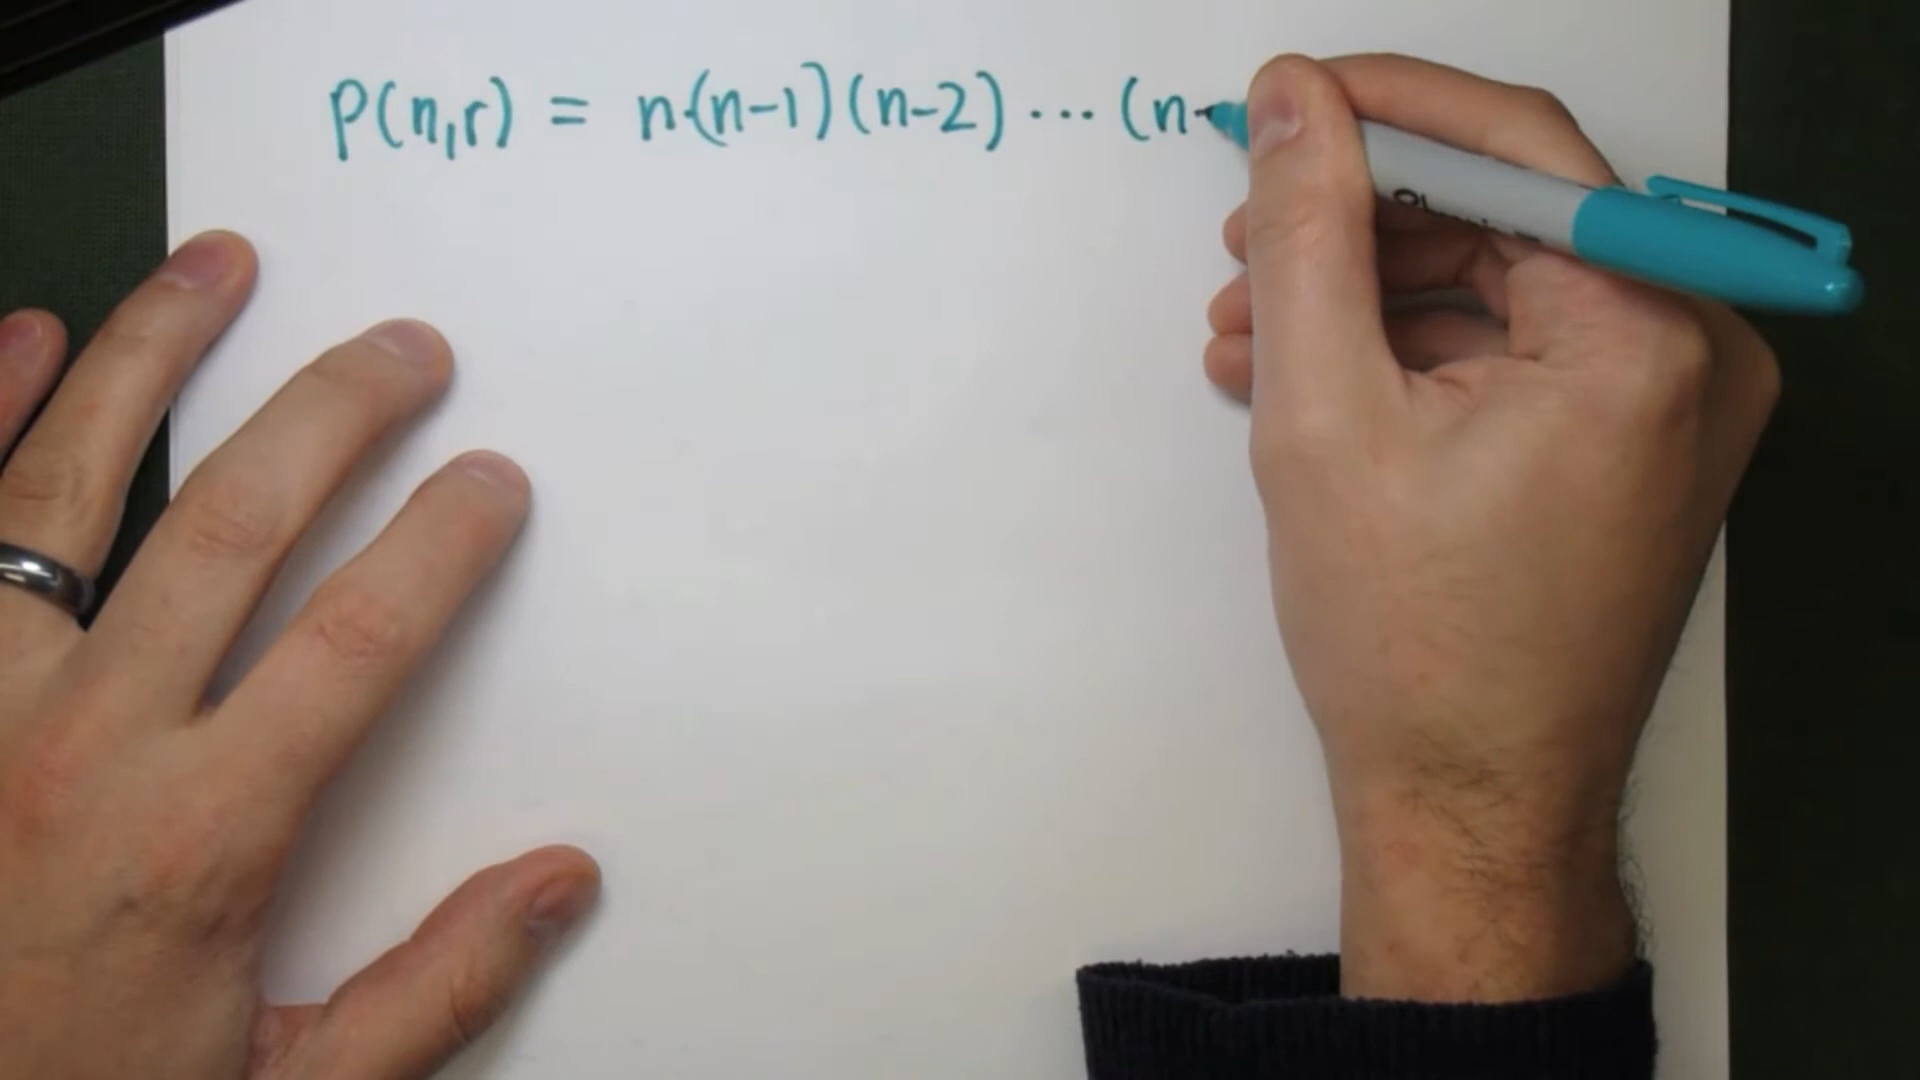 P(n,r) = n·(n-1)(n-2) ··· (n-